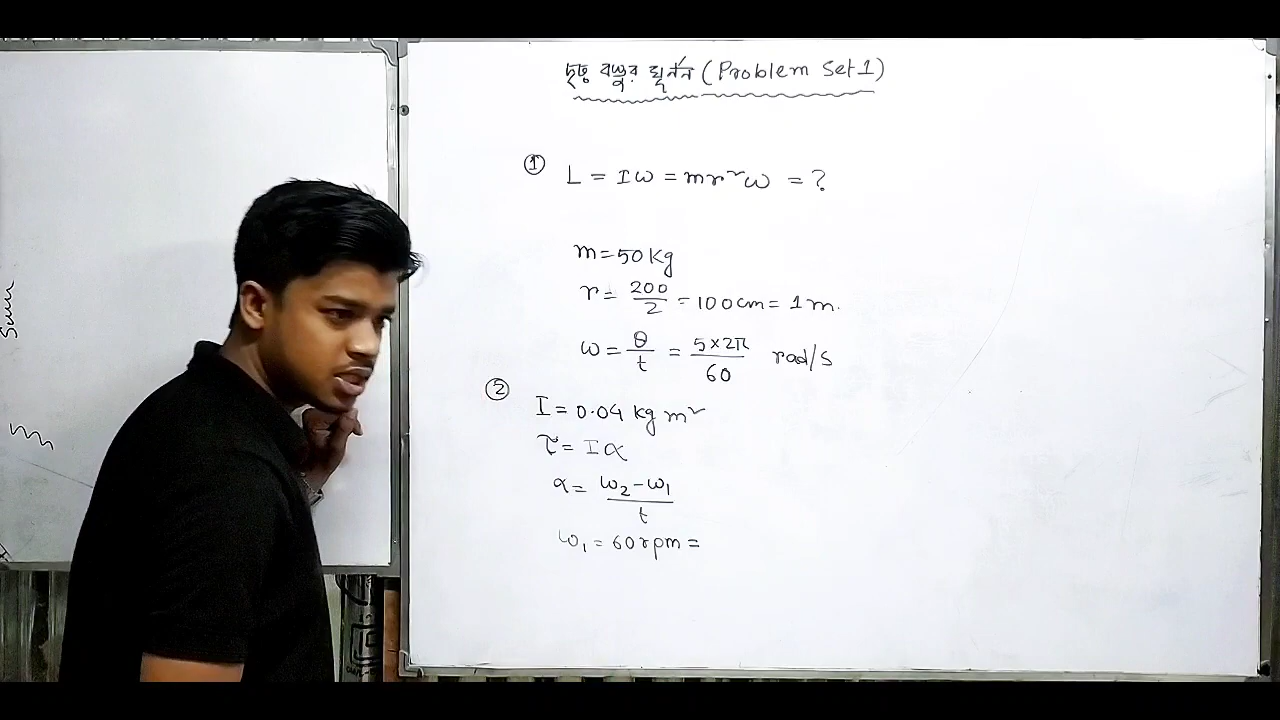 দৃঢ় বস্তুর ঘূর্ণন (Problem Set 1)
① L = Iω = mr²ω = ?
m = 50 kg
r = 200/2 = 100 cm = 1 m.
ω = θ/t = 5×2π/60 rad/s
② I = 0.04 kg m²
τ = Iα
α = ω₂-ω₁/t
ω₁ = 60 rpm =